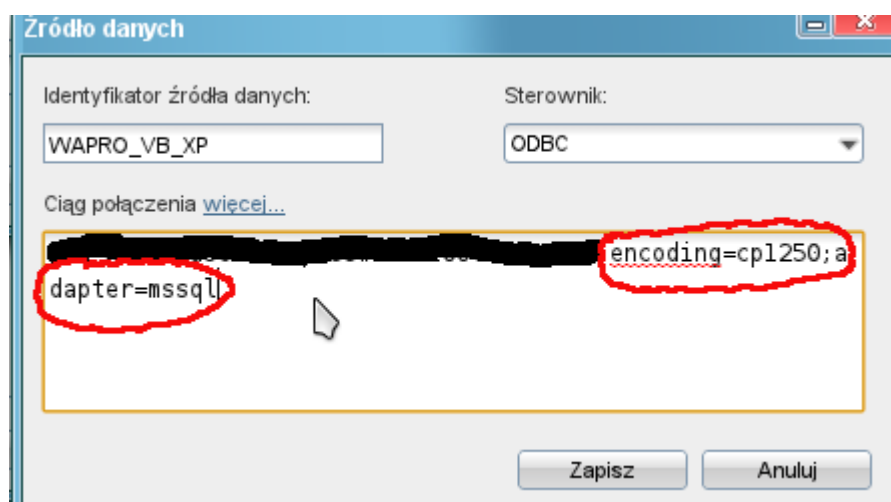 Źródło danych
Identyfikator źródła danych:
Sterownik:
WAPRO_VB_XP
ODBC
Ciąg połączenia więcej...
encoding=cp1250;a
dapter=mssql
Zapisz
Anuluj